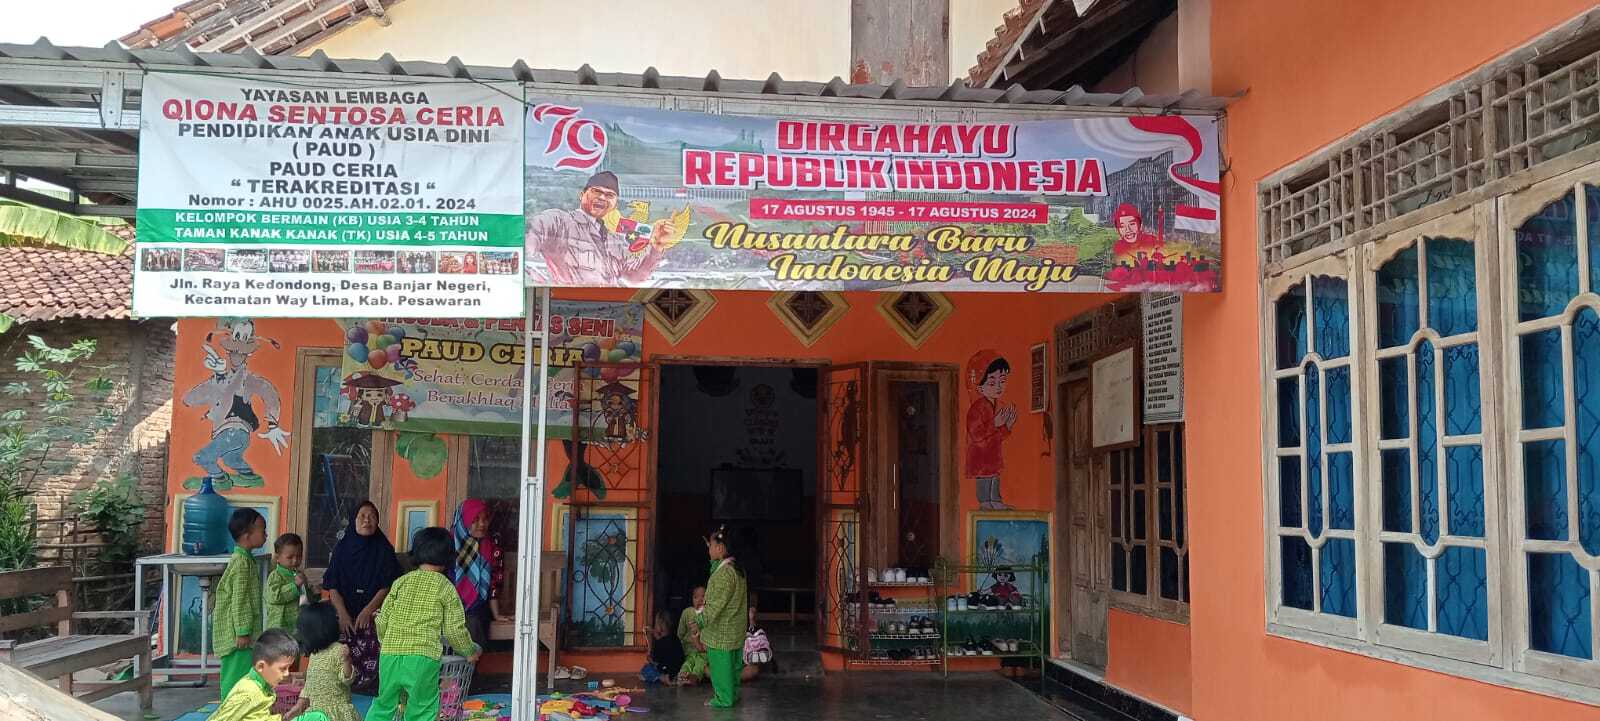 YAYASAN LEMBAGA
QIONA SENTOSA CERIA
PENDIDIKAN ANAK USIA DINI
( PAUD )
PAUD CERIA
“ TERAKREDITASI “
Nomor : AHU 0025.AH.02.01. 2024
KELOMPOK BERMAIN (KB) USIA 3-4 TAHUN
TAMAN KANAK KANAK (TK) USIA 4-5 TAHUN
Jln. Raya Kedondong, Desa Banjar Negeri,
Kecamatan Way Lima, Kab. Pesawaran
79
DIRGAHAYU
REPUBLIK INDONESIA
17 AGUSTUS 1945 - 17 AGUSTUS 2024
Nusantara Baru
Indonesia Maju
SENI
PAUD CERIA
Sehat, Cerdas, Ceria
Berakhlaq Mulia